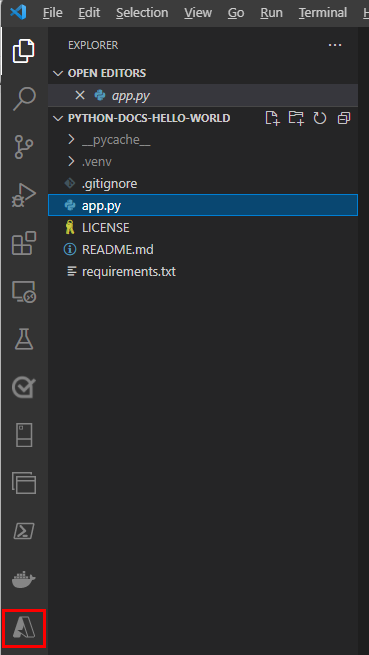 File Edit Selection View Go Run Terminal H
EXPLORER
OPEN EDITORS
app.py
PYTHON-DOCS-HELLO-WORLD
__pycache__
.venv
.gitignore
app.py
LICENSE
README.md
requirements.txt